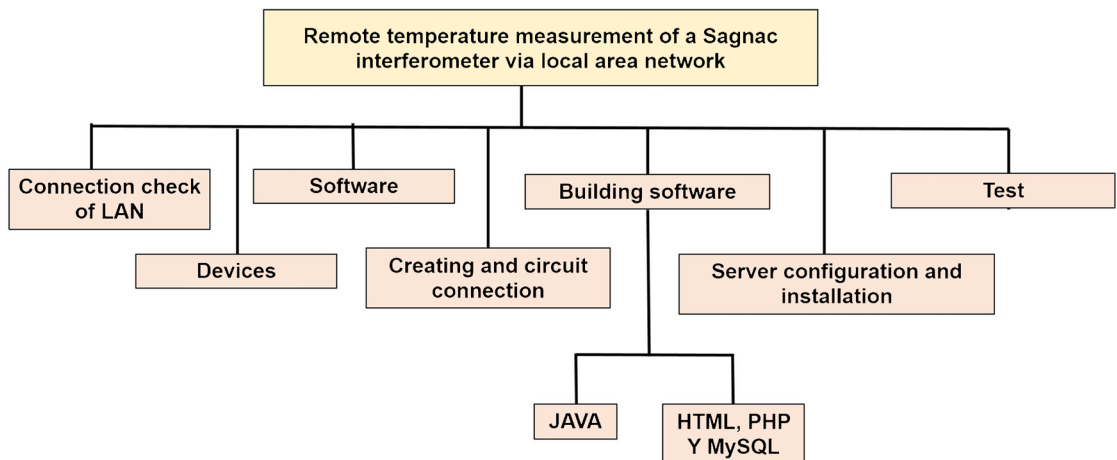 Remote temperature measurement of a Sagnac
interferometer via local area network
Connection check
of LAN
Software
Building software
Test
Devices
Creating and circuit
connection
Server configuration and
installation
JAVA
HTML, PHP
Y MySQL